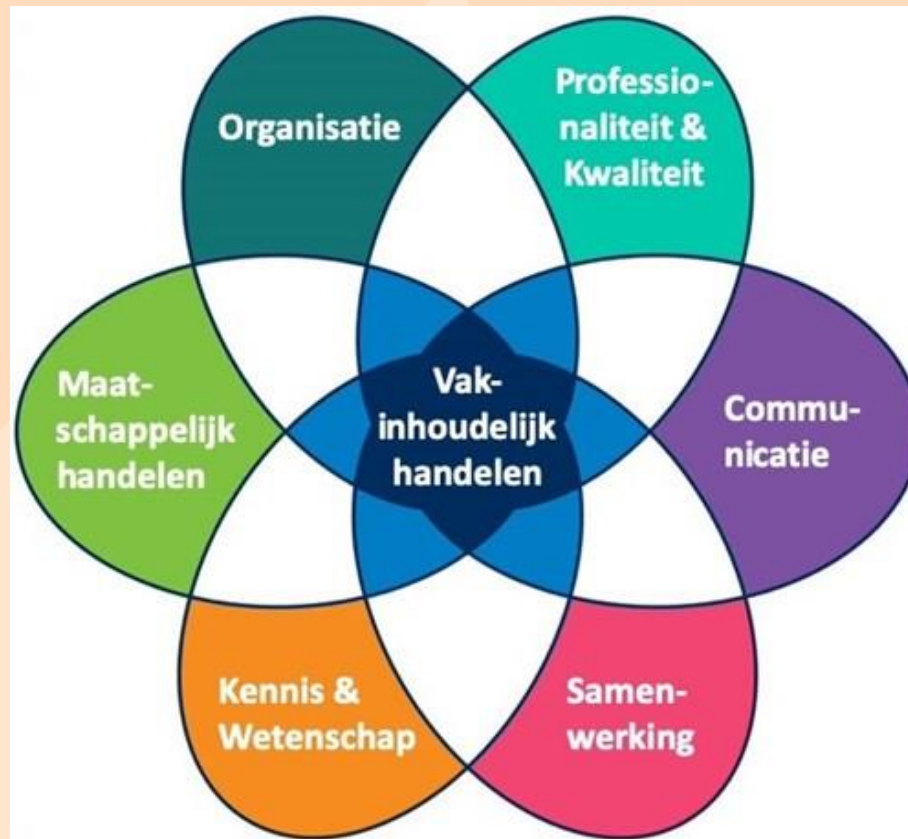 Organisatie
Professio-
naliteit &
Kwaliteit
Maat-
schappelijk
handelen
Vak-
inhoudelijk
handelen
Commu-
nicatie
Kennis &
Wetenschap
Samen-
werking